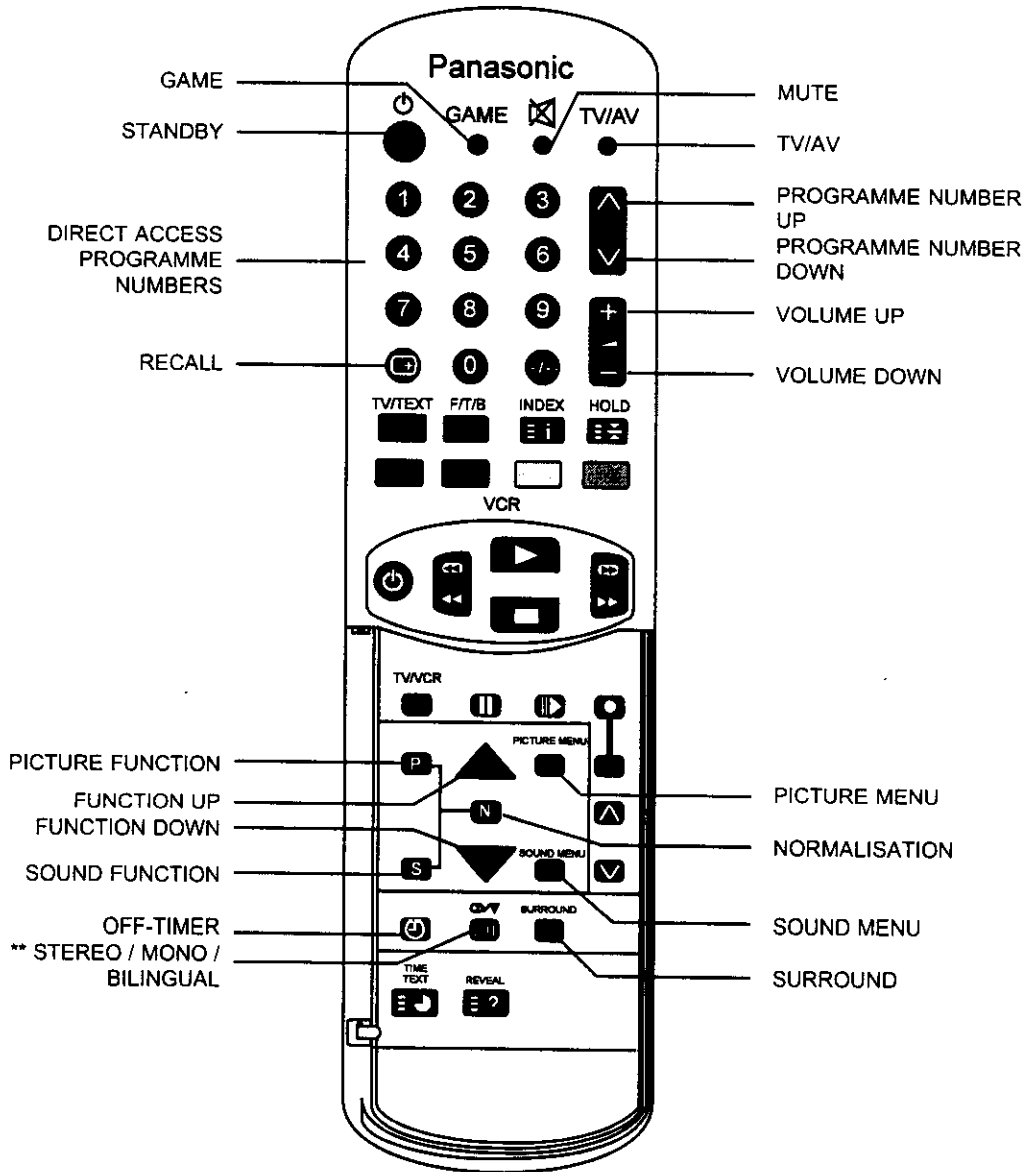 Panasonic
GAME
STANDBY
DIRECT ACCESS
PROGRAMME
NUMBERS
RECALL
GAME
TV/AV
MUTE
TV/AV
PROGRAMME NUMBER
UP
PROGRAMME NUMBER
DOWN
VOLUME UP
VOLUME DOWN
1 2 3
4 5 6
7 8 9
0 -/--
+
−
TV/TEXT F/T/B INDEX HOLD
i
VCR
TV/VCR
PICTURE MENU
P
N
S
SOUND MENU
SURROUND
I II
TIME
TEXT
REVEAL
?
PICTURE FUNCTION
FUNCTION UP
FUNCTION DOWN
SOUND FUNCTION
OFF-TIMER
** STEREO / MONO /
BILINGUAL
PICTURE MENU
NORMALISATION
SOUND MENU
SURROUND